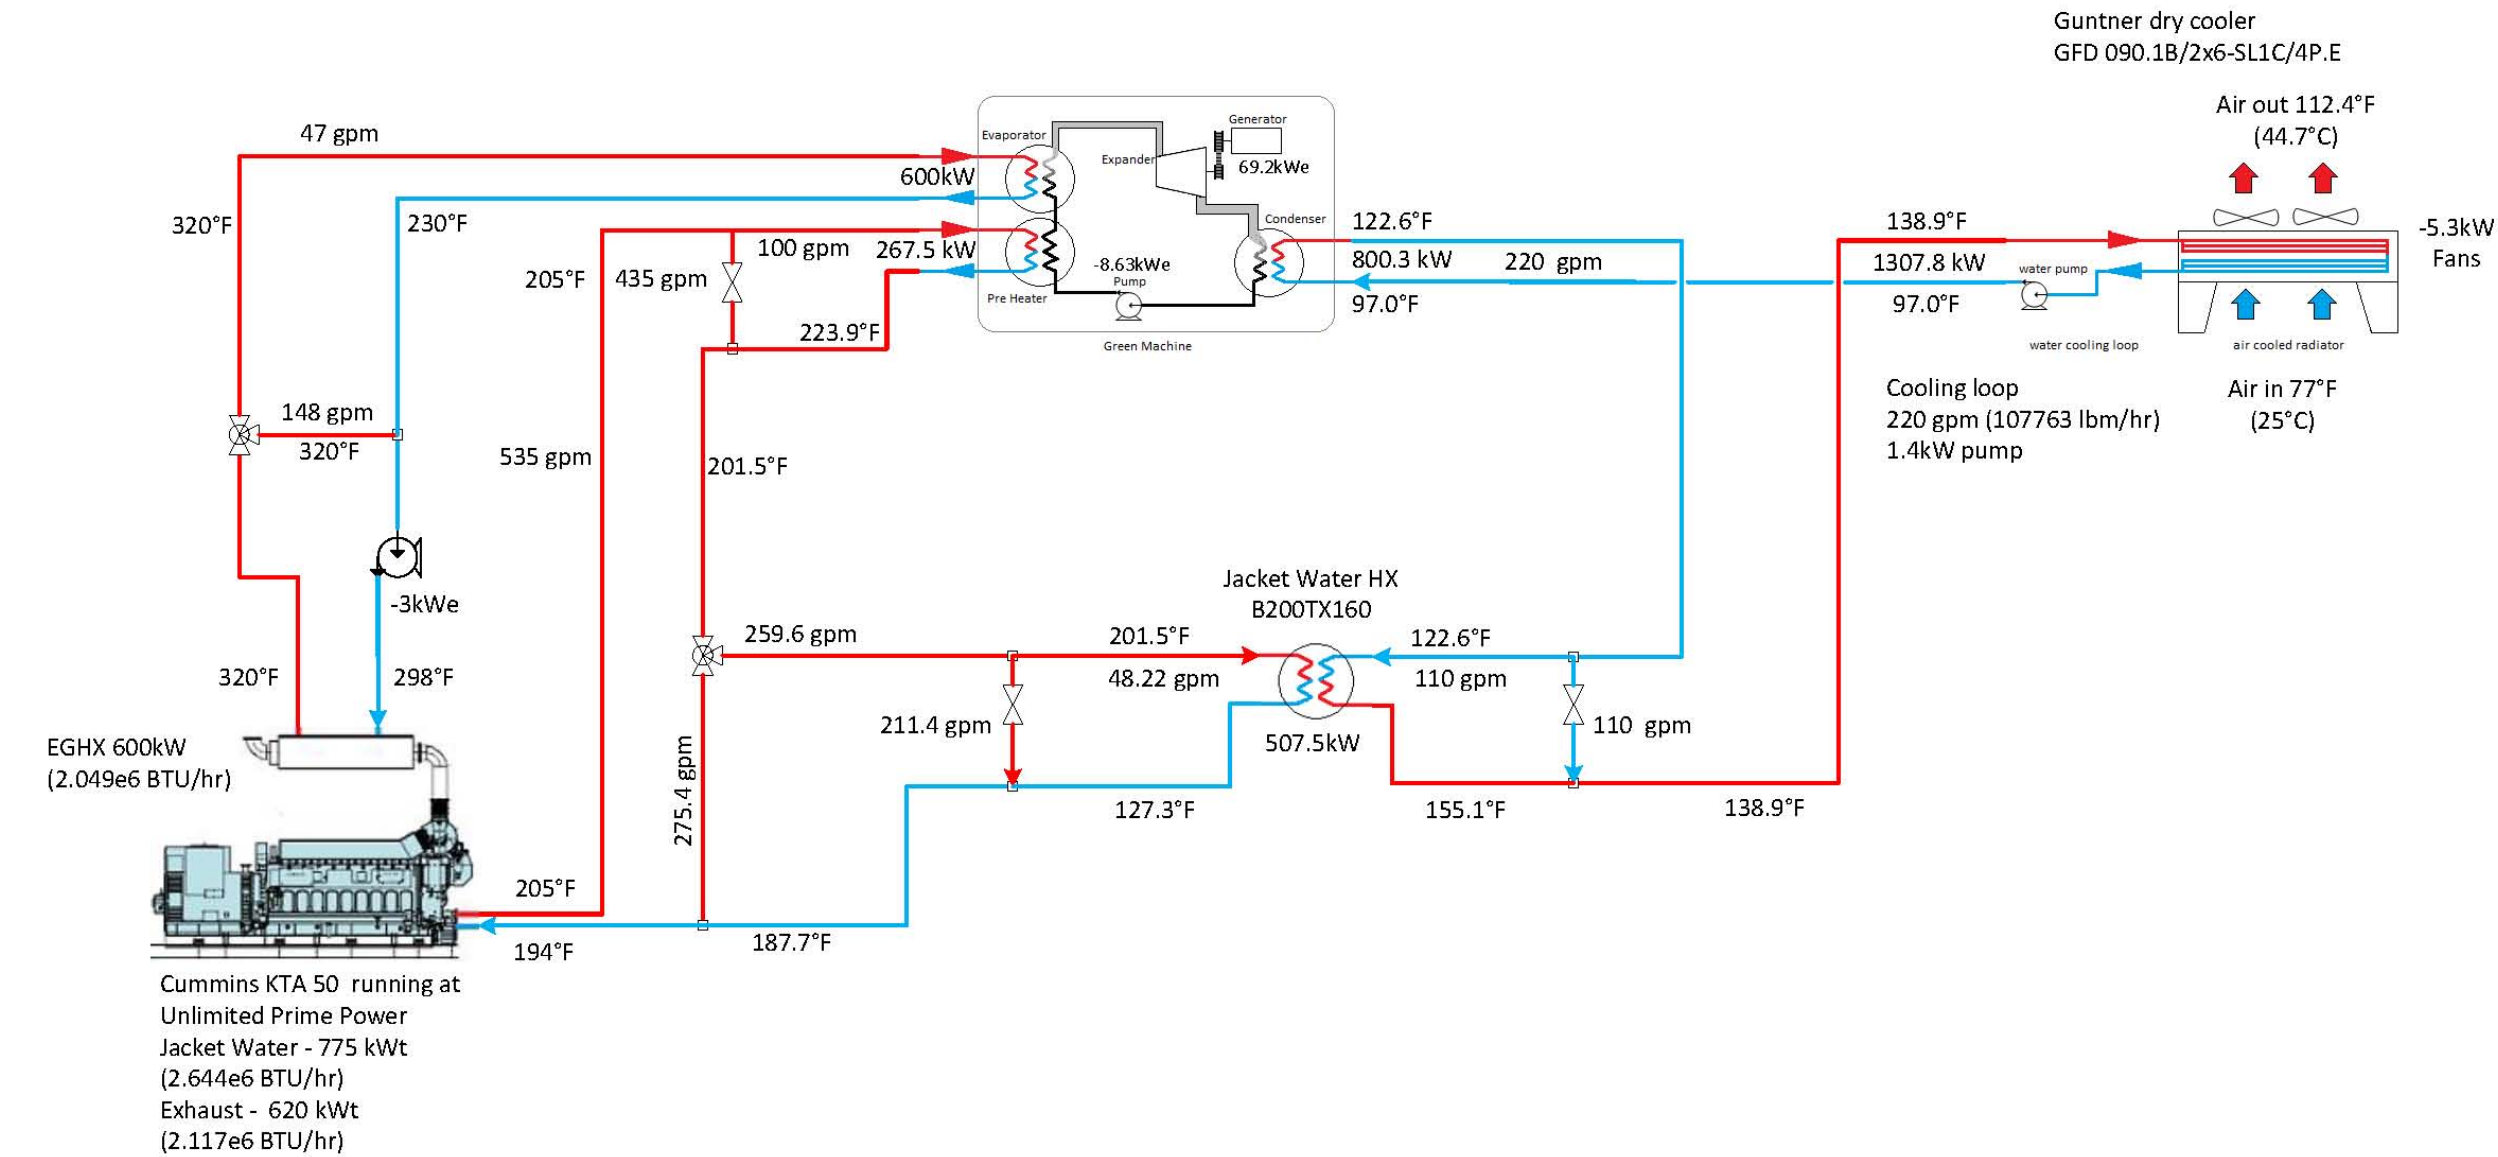 Guntner dry cooler
GFD 090.1B/2x6-SL1C/4P.E
Air out 112.4°F
(44.7°C)
47 gpm
Evaporator
Generator
Expander
69.2kWe
600kW
320°F
230°F
Condenser
122.6°F
138.9°F
-5.3kW
Fans
100 gpm
267.5 kW
800.3 kW
220 gpm
1307.8 kW
water pump
205°F
435 gpm
-8.63kWe
Pump
Pre Heater
97.0°F
97.0°F
223.9°F
Green Machine
water cooling loop
air cooled radiator
Cooling loop
220 gpm (107763 lbm/hr)
1.4kW pump
Air in 77°F
(25°C)
148 gpm
320°F
535 gpm
201.5°F
Jacket Water HX
B200TX160
-3kWe
259.6 gpm
201.5°F
122.6°F
320°F
298°F
48.22 gpm
110 gpm
211.4 gpm
110 gpm
EGHX 600kW
(2.049e6 BTU/hr)
507.5kW
275.4 gpm
127.3°F
155.1°F
138.9°F
205°F
187.7°F
194°F
Cummins KTA 50 running at
Unlimited Prime Power
Jacket Water - 775 kWt
(2.644e6 BTU/hr)
Exhaust - 620 kWt
(2.117e6 BTU/hr)